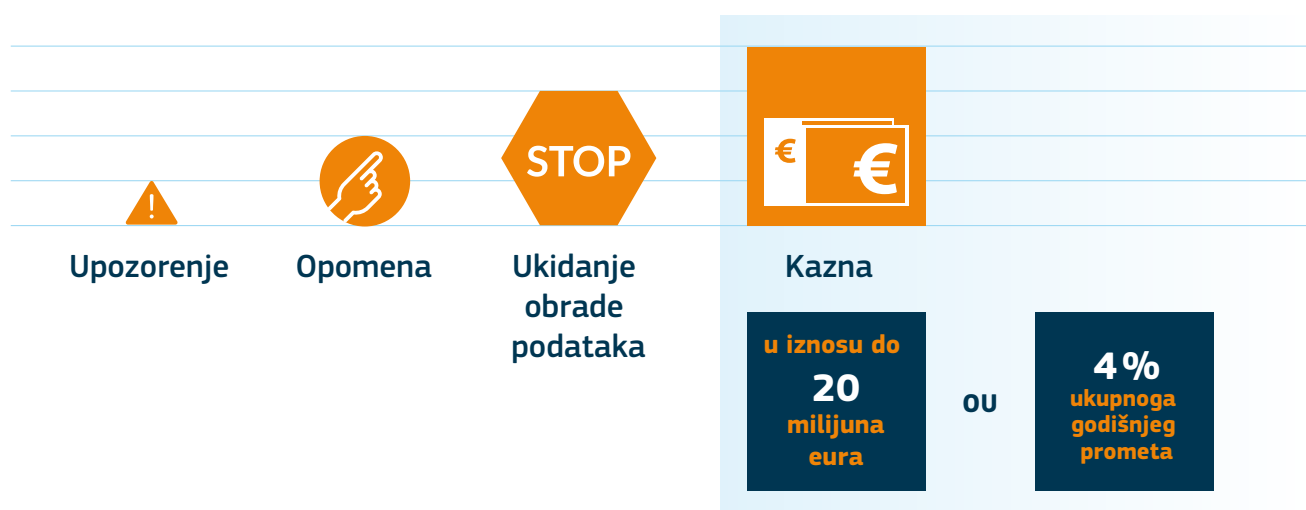 STOP
€
€
Upozorenje
Opomena
Ukidanje
obrade
podataka
Kazna
u iznosu do
20
milijuna
eura
ou
4%
ukupnoga
godišnjeg
prometa